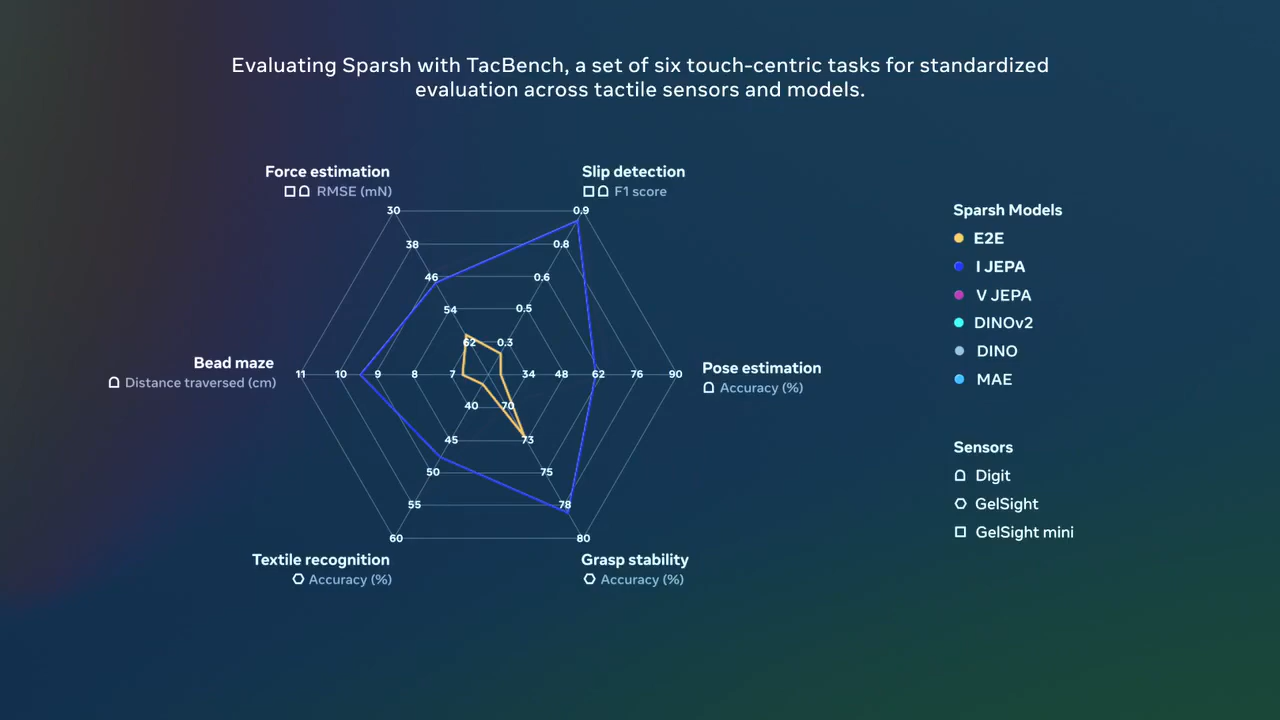 Evaluating Sparsh with TacBench, a set of six touch-centric tasks for standardized
evaluation across tactile sensors and models.
Force estimation
RMSE (mN)
Slip detection
F1 score
30
0.9
38
0.8
46
0.6
54
0.5
62
0.3
Bead maze
Distance traversed (cm)
11
10
9
8
7
34
48
62
76
90
Pose estimation
Accuracy (%)
40
70
45
73
50
75
55
78
60
80
Textile recognition
Accuracy (%)
Grasp stability
Accuracy (%)
Sparsh Models
E2E
I JEPA
V JEPA
DINOv2
DINO
MAE
Sensors
Digit
GelSight
GelSight mini